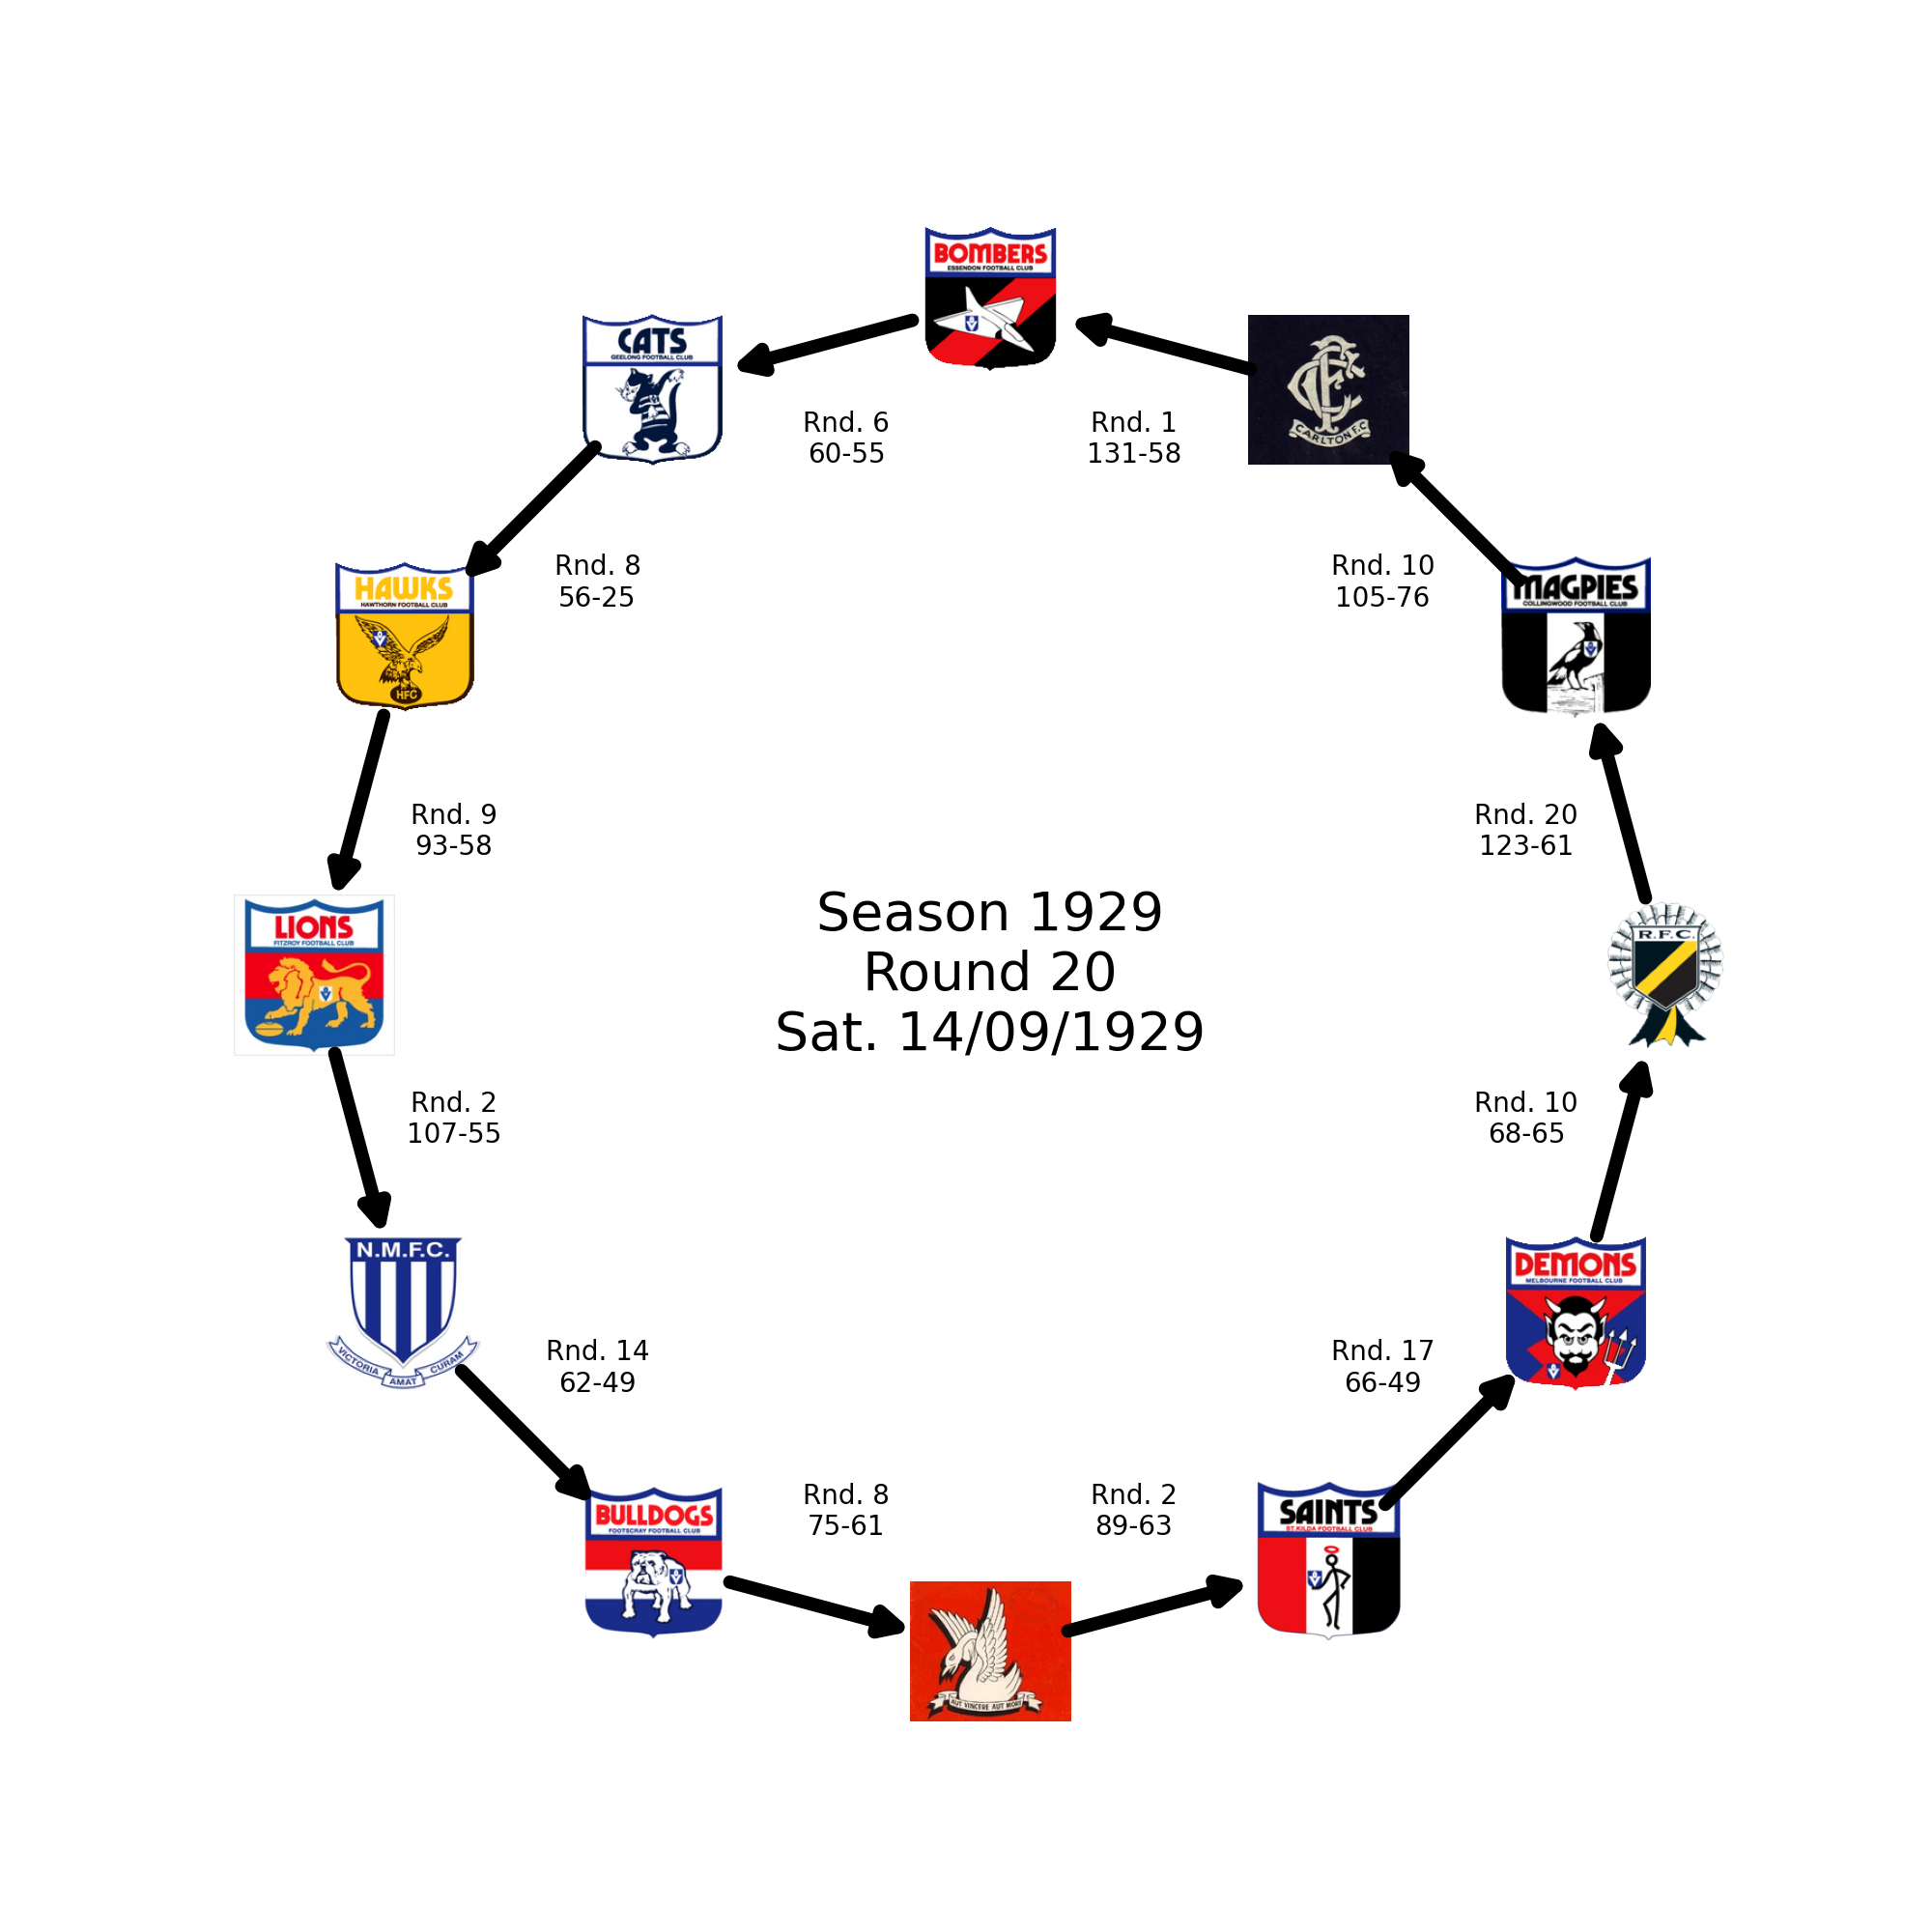 BOMBERS
ESSENDON FOOTBALL CLUB
CATS
GEELONG FOOTBALL CLUB
CARLTON F.C
Rnd. 6
60-55
Rnd. 1
131-58
HAWKS
HAWTHORN FOOTBALL CLUB
HFC
Rnd. 8
56-25
Rnd. 10
105-76
MAGPIES
COLLINGWOOD FOOTBALL CLUB
Rnd. 9
93-58
Rnd. 20
123-61
LIONS
FITZROY FOOTBALL CLUB
Season 1929
Round 20
Sat. 14/09/1929
R.F.C.
Rnd. 2
107-55
Rnd. 10
68-65
N.M.F.C.
VICTORIA AMAT CURAM
DEMONS
MELBOURNE FOOTBALL CLUB
Rnd. 14
62-49
Rnd. 17
66-49
BULLDOGS
FOOTSCRAY FOOTBALL CLUB
Rnd. 8
75-61
Rnd. 2
89-63
SAINTS
ST.KILDA FOOTBALL CLUB
AUT VINCERE AUT MORI